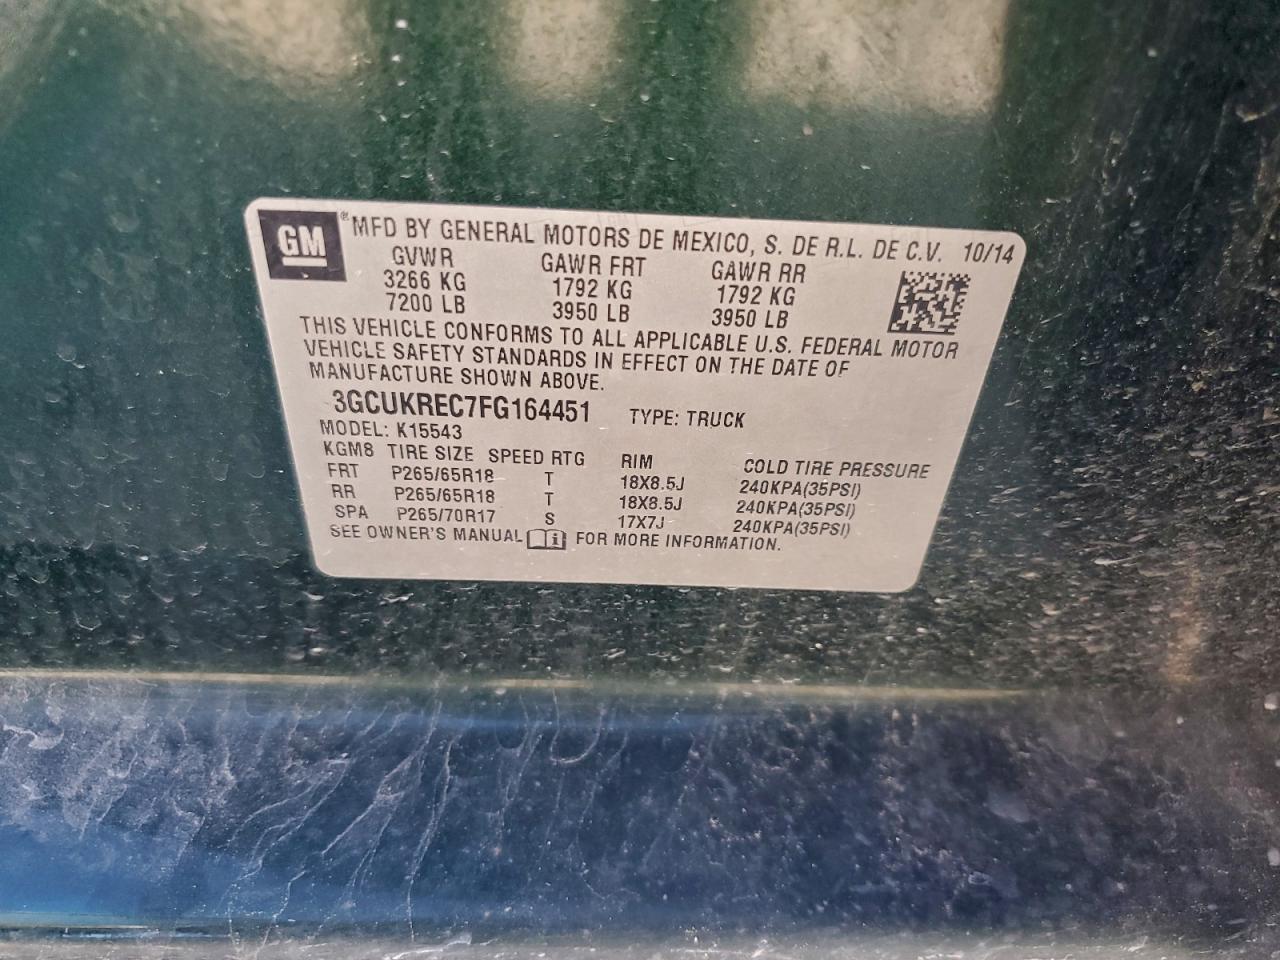 GM ® MFD BY GENERAL MOTORS DE MEXICO, S. DE R.L. DE C.V. 10/14
GVWR GAWR FRT GAWR RR
3266 KG 1792 KG 1792 KG
7200 LB 3950 LB 3950 LB
THIS VEHICLE CONFORMS TO ALL APPLICABLE U.S. FEDERAL MOTOR
VEHICLE SAFETY STANDARDS IN EFFECT ON THE DATE OF
MANUFACTURE SHOWN ABOVE.
3GCUKREC7FG164451 TYPE: TRUCK
MODEL: K15543
KGM8 TIRE SIZE SPEED RTG RIM COLD TIRE PRESSURE
FRT P265/65R18 T 18X8.5J 240KPA(35PSI)
RR P265/65R18 T 18X8.5J 240KPA(35PSI)
SPA P265/70R17 S 17X7J 240KPA(35PSI)
SEE OWNER'S MANUAL i FOR MORE INFORMATION.